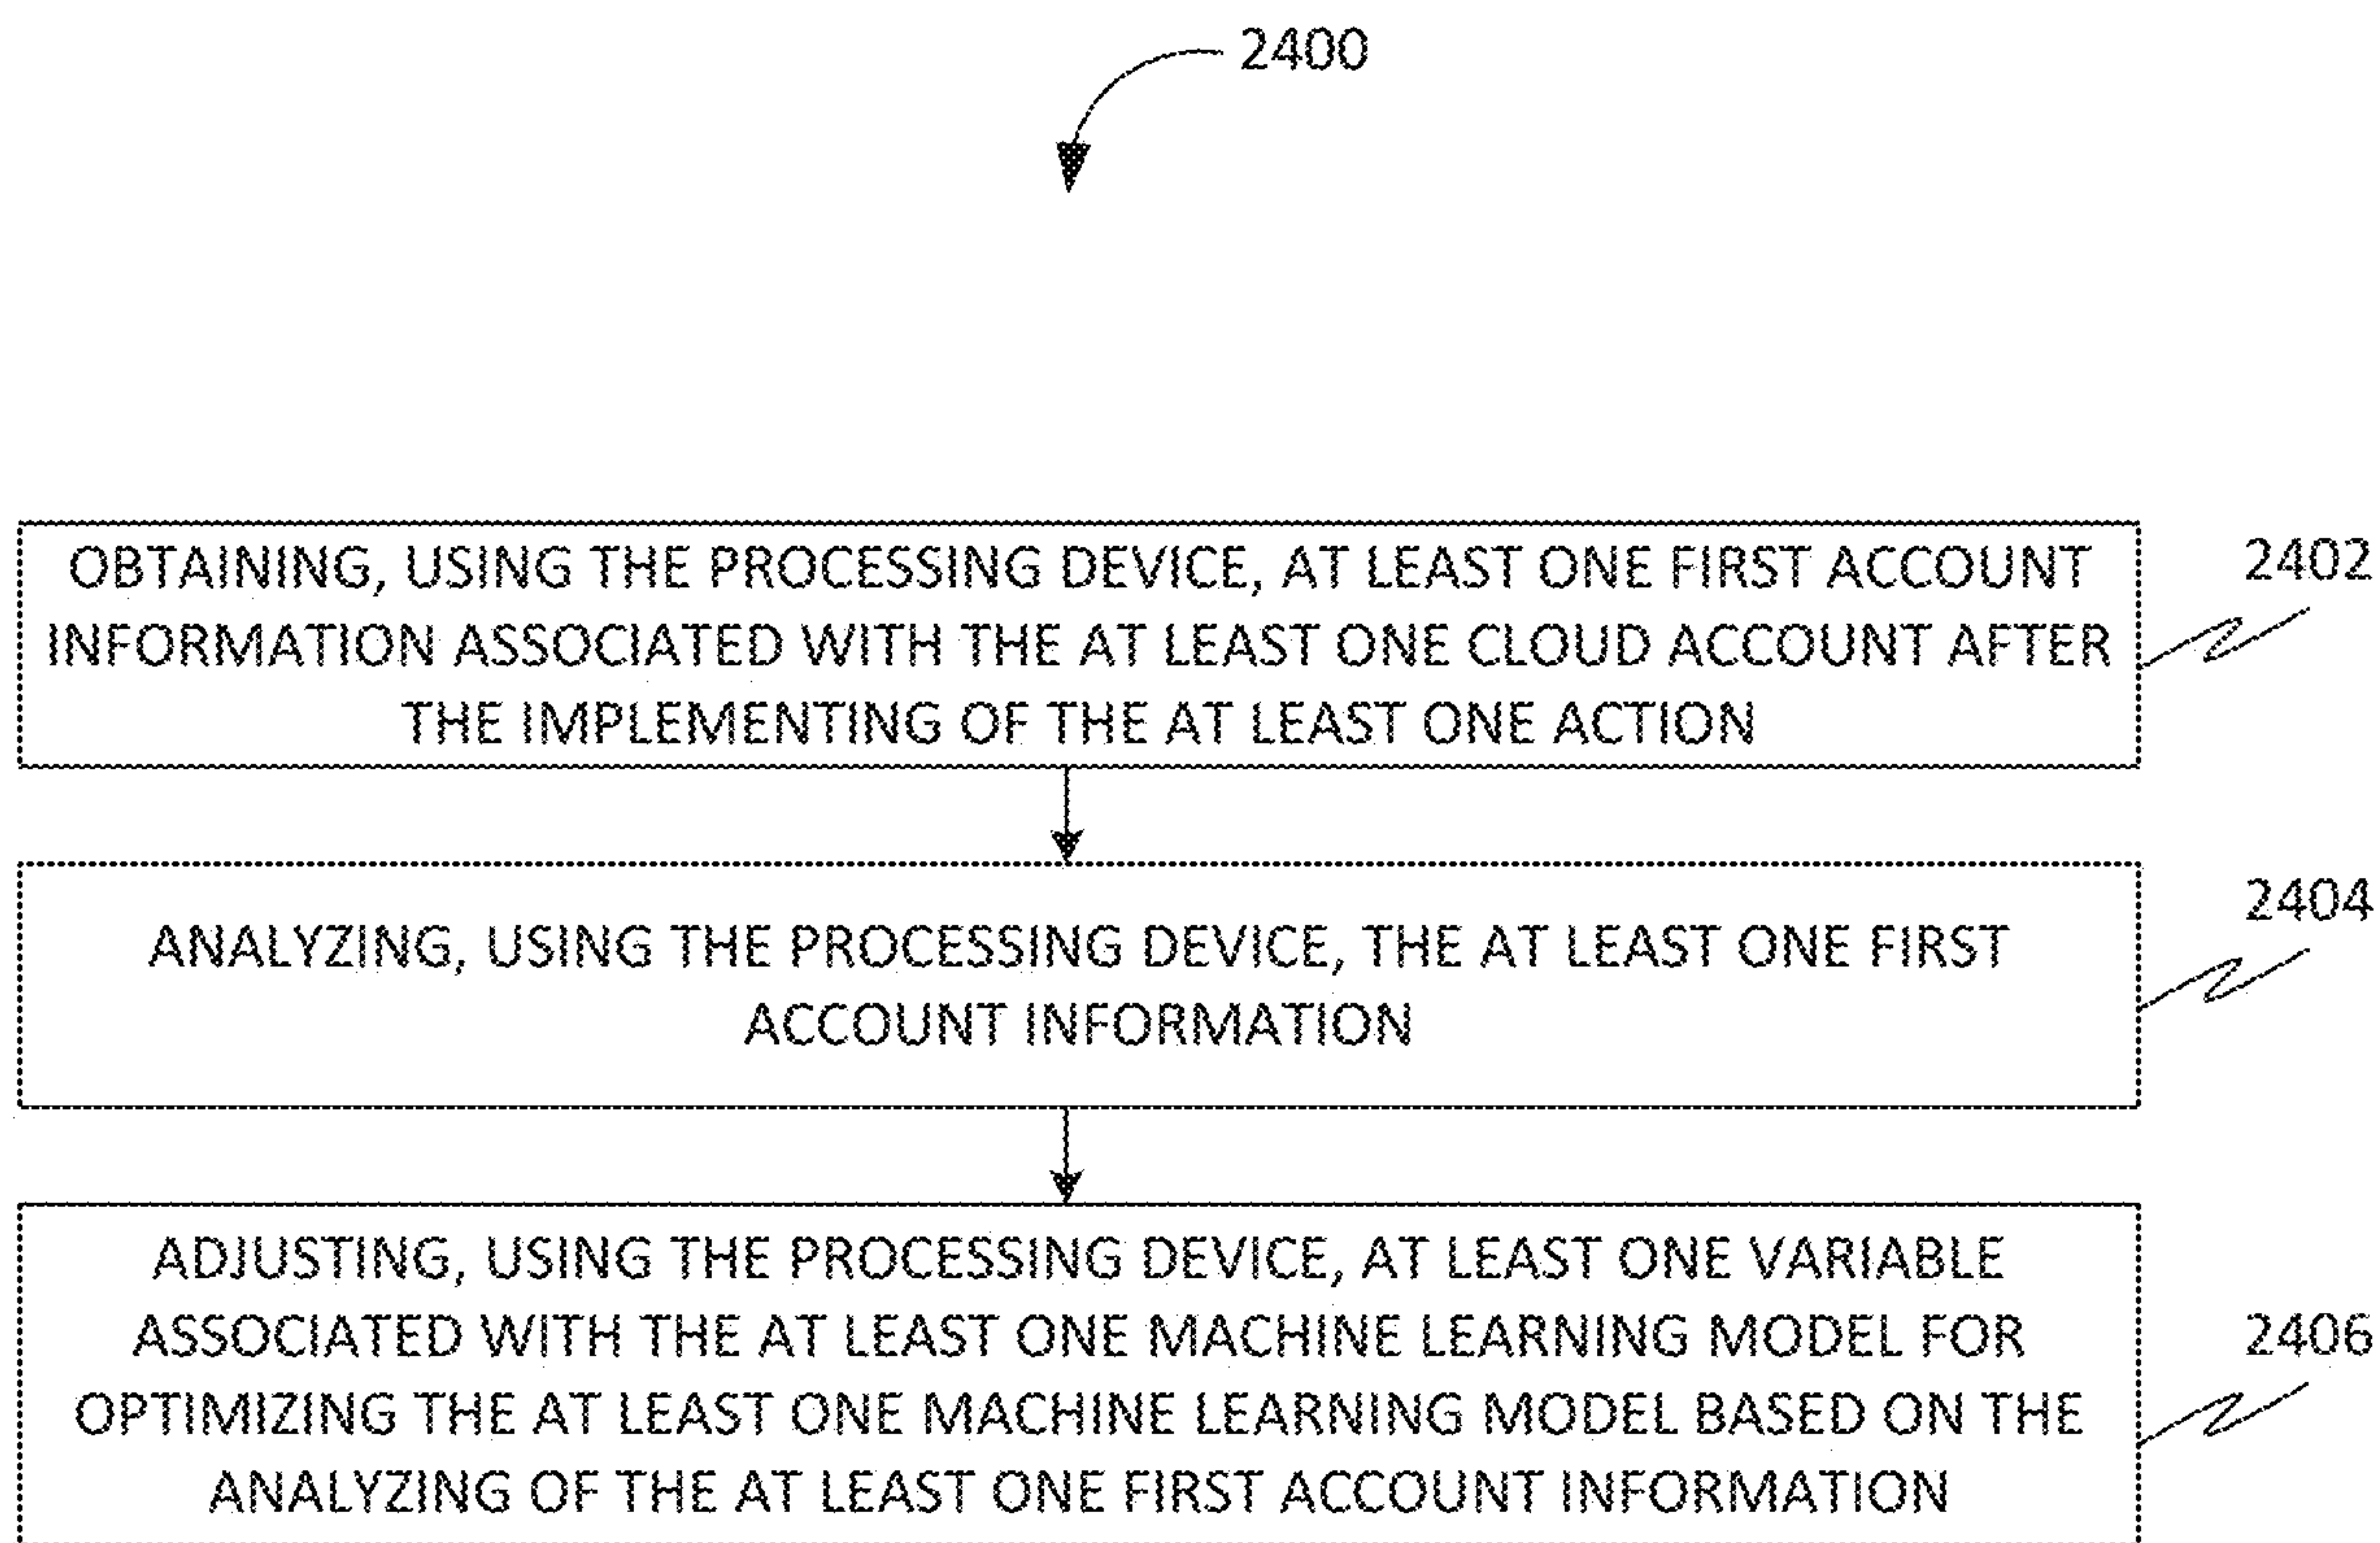 2400
OBTAINING, USING THE PROCESSING DEVICE, AT LEAST ONE FIRST ACCOUNT
INFORMATION ASSOCIATED WITH THE AT LEAST ONE CLOUD ACCOUNT AFTER
THE IMPLEMENTING OF THE AT LEAST ONE ACTION
2402
ANALYZING, USING THE PROCESSING DEVICE, THE AT LEAST ONE FIRST
ACCOUNT INFORMATION
2404
ADJUSTING, USING THE PROCESSING DEVICE, AT LEAST ONE VARIABLE
ASSOCIATED WITH THE AT LEAST ONE MACHINE LEARNING MODEL FOR
OPTIMIZING THE AT LEAST ONE MACHINE LEARNING MODEL BASED ON THE
ANALYZING OF THE AT LEAST ONE FIRST ACCOUNT INFORMATION
2406